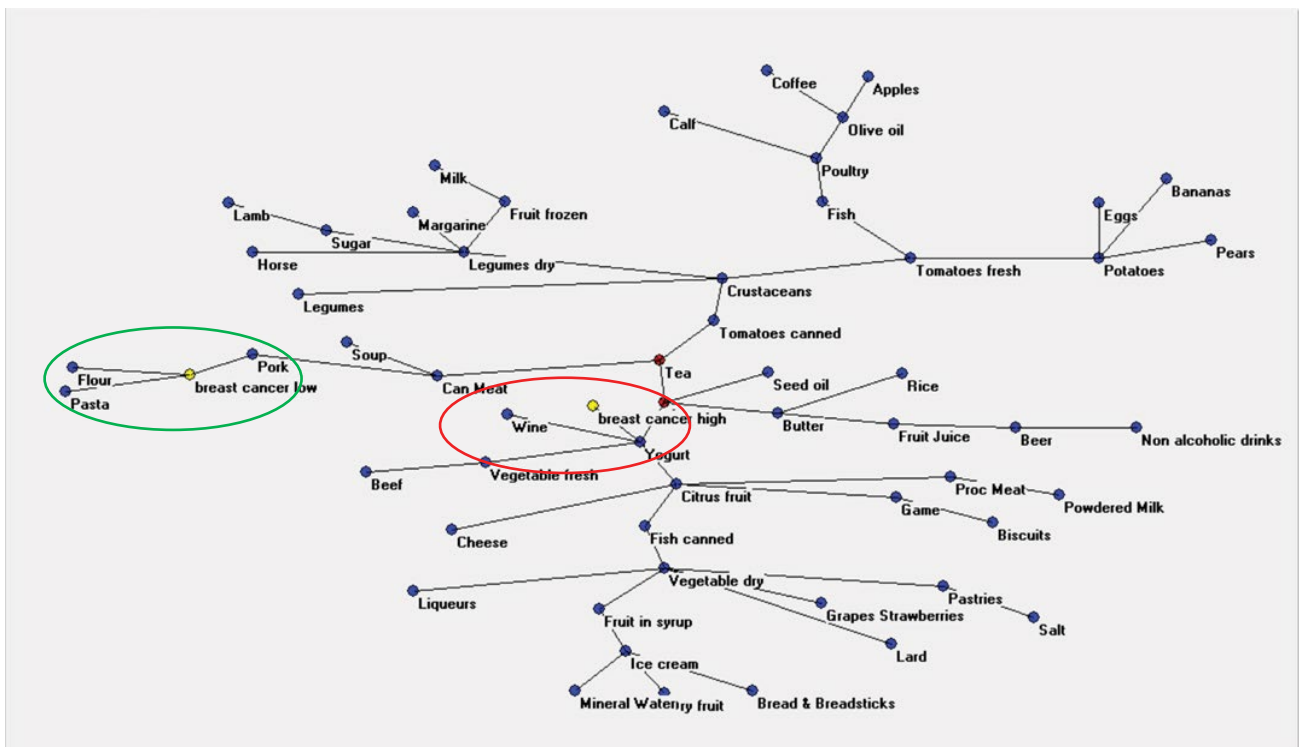 Coffee
Apples
Calf
Olive oil
Milk
Poultry
Bananas
Lamb
Margarine
Fruit frozen
Fish
Eggs
Sugar
Horse
Legumes dry
Tomatoes fresh
Potatoes
Pears
Legumes
Crustaceans
Tomatoes canned
Soup
Pork
Tea
Flour
breast cancer low
Can Meat
Seed oil
Rice
Pasta
Wine
breast cancer high
Butter
Fruit Juice
Beer
Non alcoholic drinks
Yogurt
Beef
Vegetable fresh
Citrus fruit
Proc Meat
Powdered Milk
Game
Cheese
Fish canned
Biscuits
Vegetable dry
Liqueurs
Pastries
Grapes Strawberries
Fruit in syrup
Salt
Lard
Ice cream
Mineral Water
ry fruit
Bread & Breadsticks